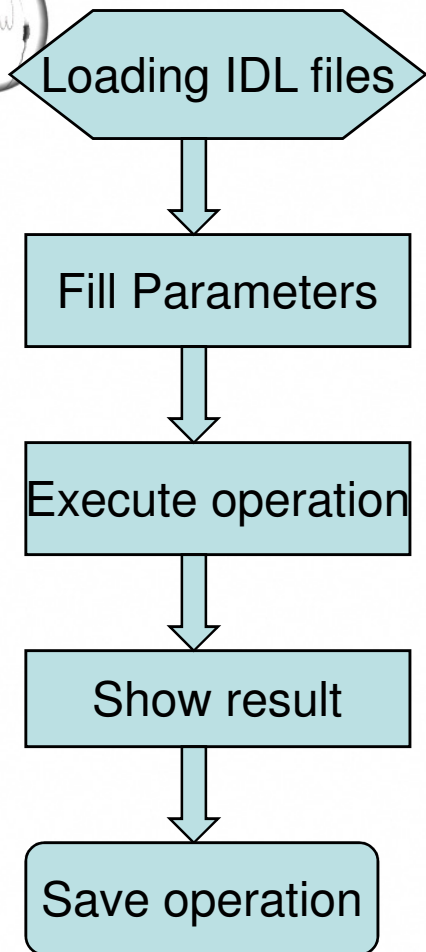 Loading IDL files
Fill Parameters
Execute operation
Show result
Save operation